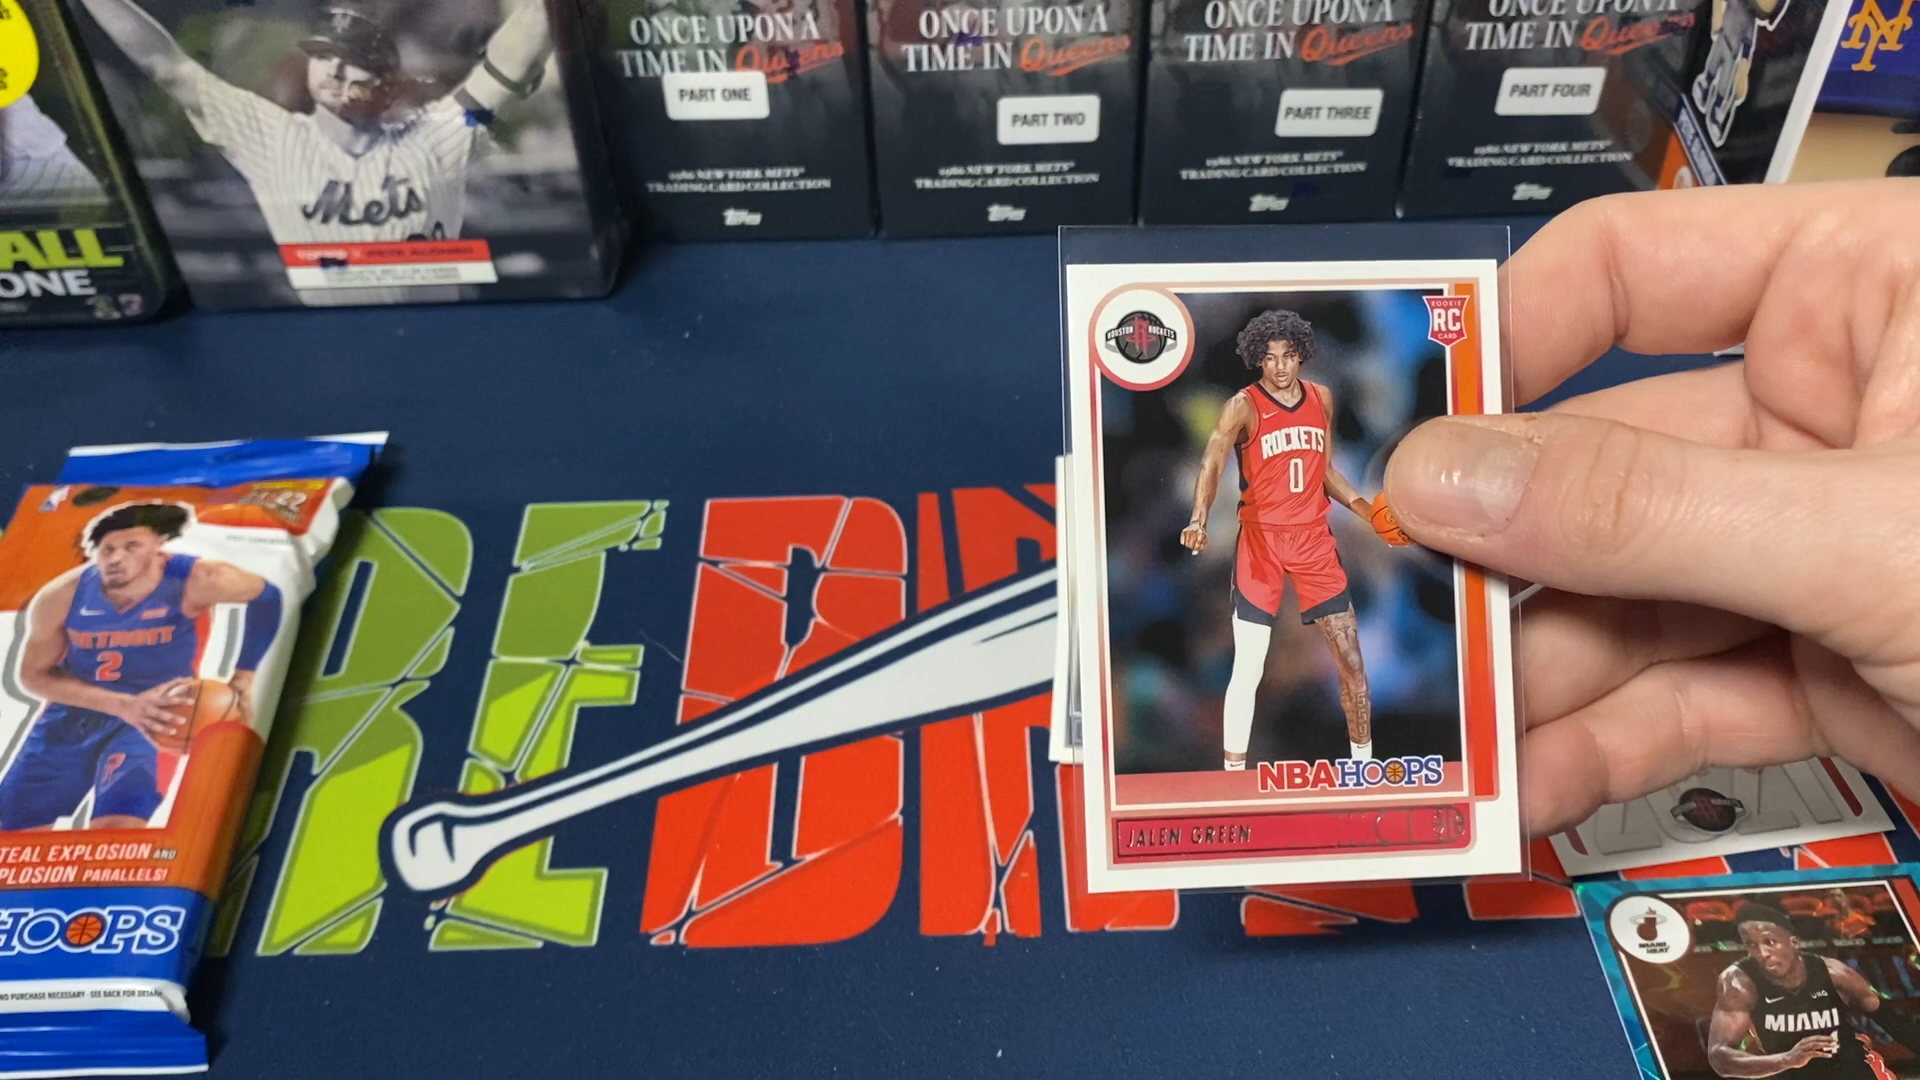 ONCE UPON A
TIME IN Queens
PART ONE
1986 NEW YORK METS
TRADING CARD COLLECTION
TOPPS
ONCE UPON A
TIME IN Queens
PART TWO
1986 NEW YORK METS
TRADING CARD COLLECTION
TOPPS
ONCE UPON A
TIME IN Queens
PART THREE
1986 NEW YORK METS
TRADING CARD COLLECTION
TOPPS
ONCE UPON A
TIME IN Queens
PART FOUR
1986 NEW YORK METS
TRADING CARD COLLECTION
TOPPS
NY
Mets
ALL
ONE
HOUSTON ROCKETS
ROOKIE
RC
CARD
ROCKETS
0
NBA HOOPS
JALEN GREEN
DETROIT
2
TEAL EXPLOSION AND
PLOSION PARALLELS!
HOOPS
NO PURCHASE NECESSARY - SEE BACK FOR DETAILS
MIAMI
HEAT
MIAMI